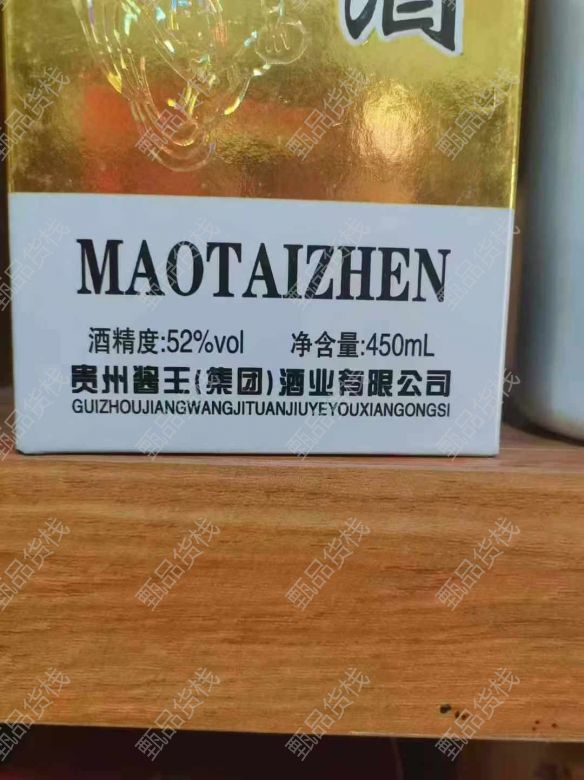 酒
MAOTAIZHEN
酒精度:52%vol 净含量:450mL
贵州酱王(集团)酒业有限公司
GUIZHOUJIANGWANGJITUANJIUYEYOUXIANGONGSI
甄品货栈